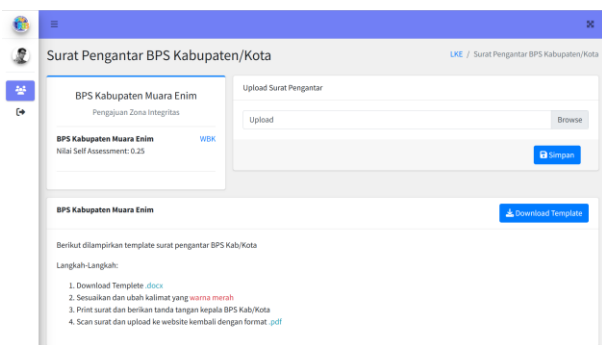 Surat Pengantar BPS Kabupaten/Kota
LKE / Surat Pengantar BPS Kabupaten/Kota
BPS Kabupaten Muara Enim
Pengajuan Zona Integritas
BPS Kabupaten Muara Enim WBK
Nilai Self Assessment: 0.25
Upload Surat Pengantar
Upload Browse
Simpan
BPS Kabupaten Muara Enim
Download Template
Berikut dilampirkan template surat pengantar BPS Kab/Kota
Langkah-Langkah:
1. Download Templete .docx
2. Sesuaikan dan ubah kalimat yang warna merah
3. Print surat dan berikan tanda tangan kepala BPS Kab/Kota
4. Scan surat dan upload ke website kembali dengan format .pdf